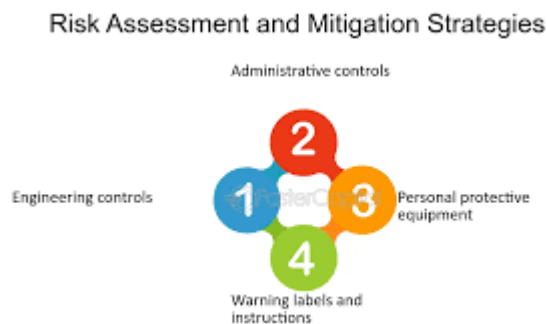 Risk Assessment and Mitigation Strategies
Administrative controls
2
Engineering controls
1
3
Personal protective
equipment
4
Warning labels and
instructions